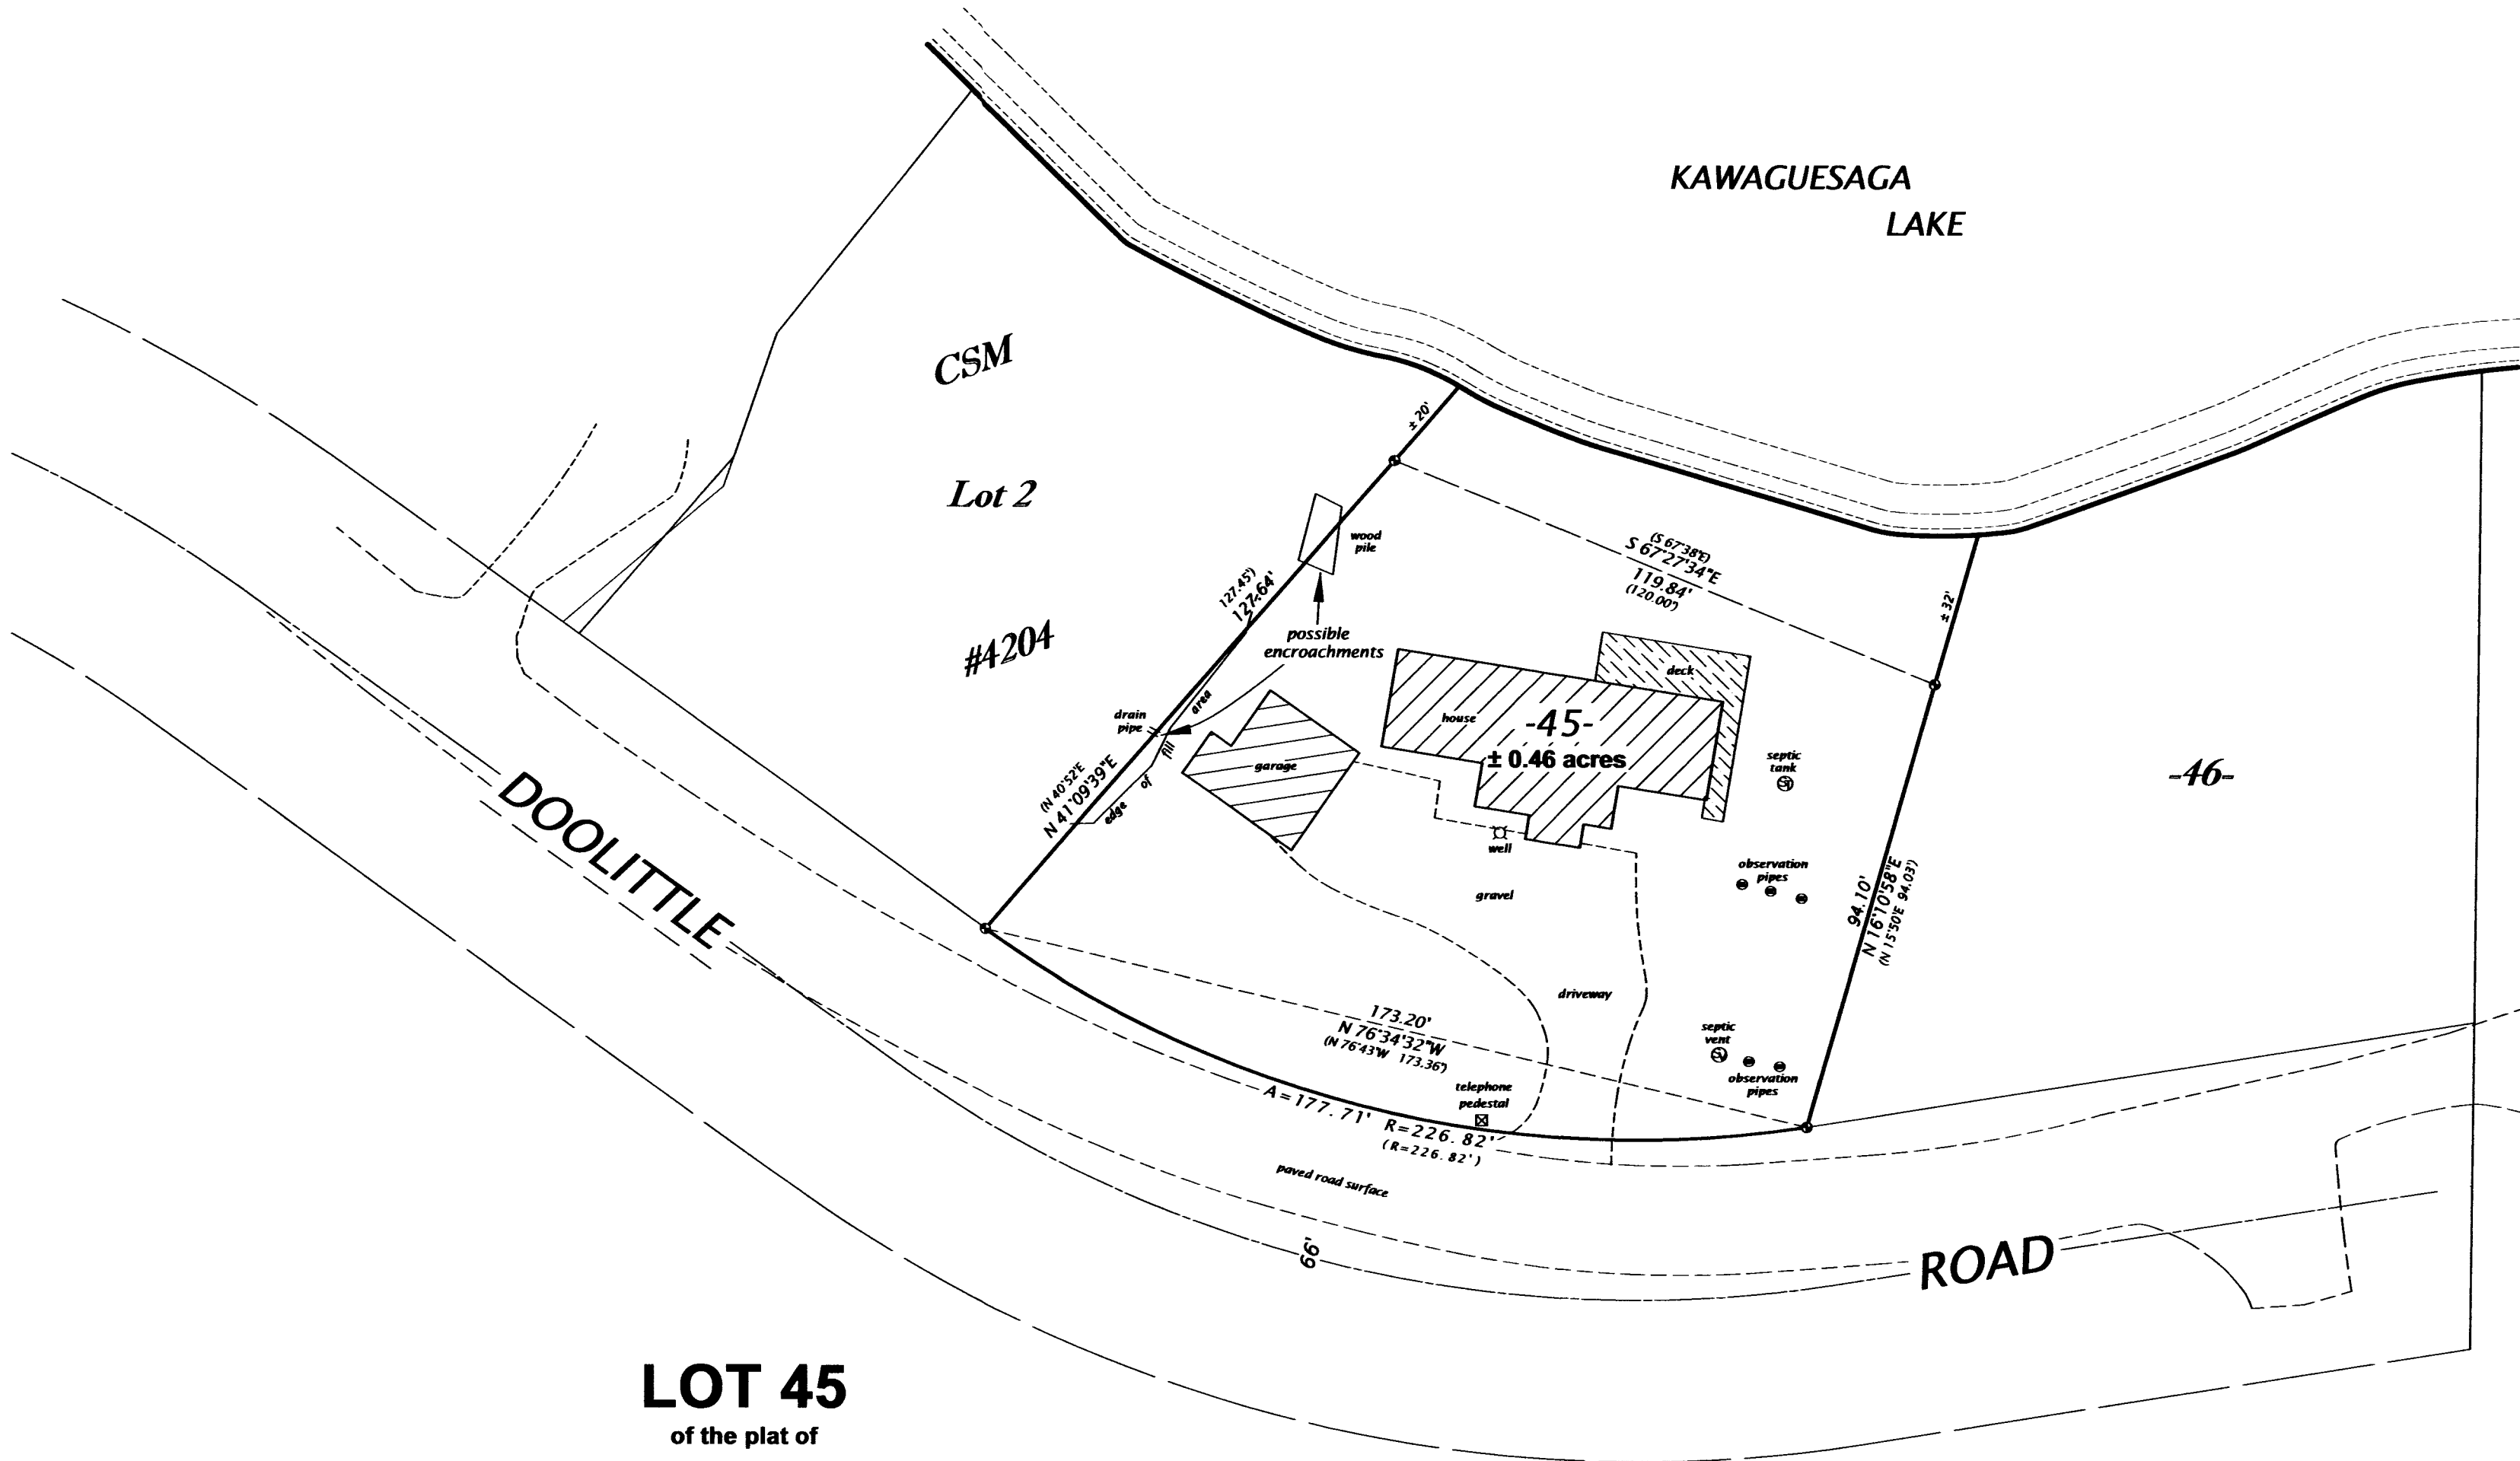 KAWAGUESAGA
LAKE
CSM
Lot 2
#4204
± 20'
wood
pile
(S 67°38'E)
S 67°27'34"E
119.84'
(120.00')
± 32'
127.45')
127.64'
possible
encroachments
drain
pipe
edge of fill area
(N 40°52'E
N 41°09'39"E
garage
house
deck
-45-
± 0.46 acres
septic
tank
-46-
well
observation
pipes
gravel
94.10'
N 16°10'58"E
(N 15°50'E 94.03')
driveway
173.20'
N 76°34'32"W
(N 76°43'W 173.36')
septic
vent
observation
pipes
telephone
pedestal
A=177.71' R=226.82'
(R=226.82')
paved road surface
66'
DOOLITTLE
ROAD
LOT 45
of the plat of